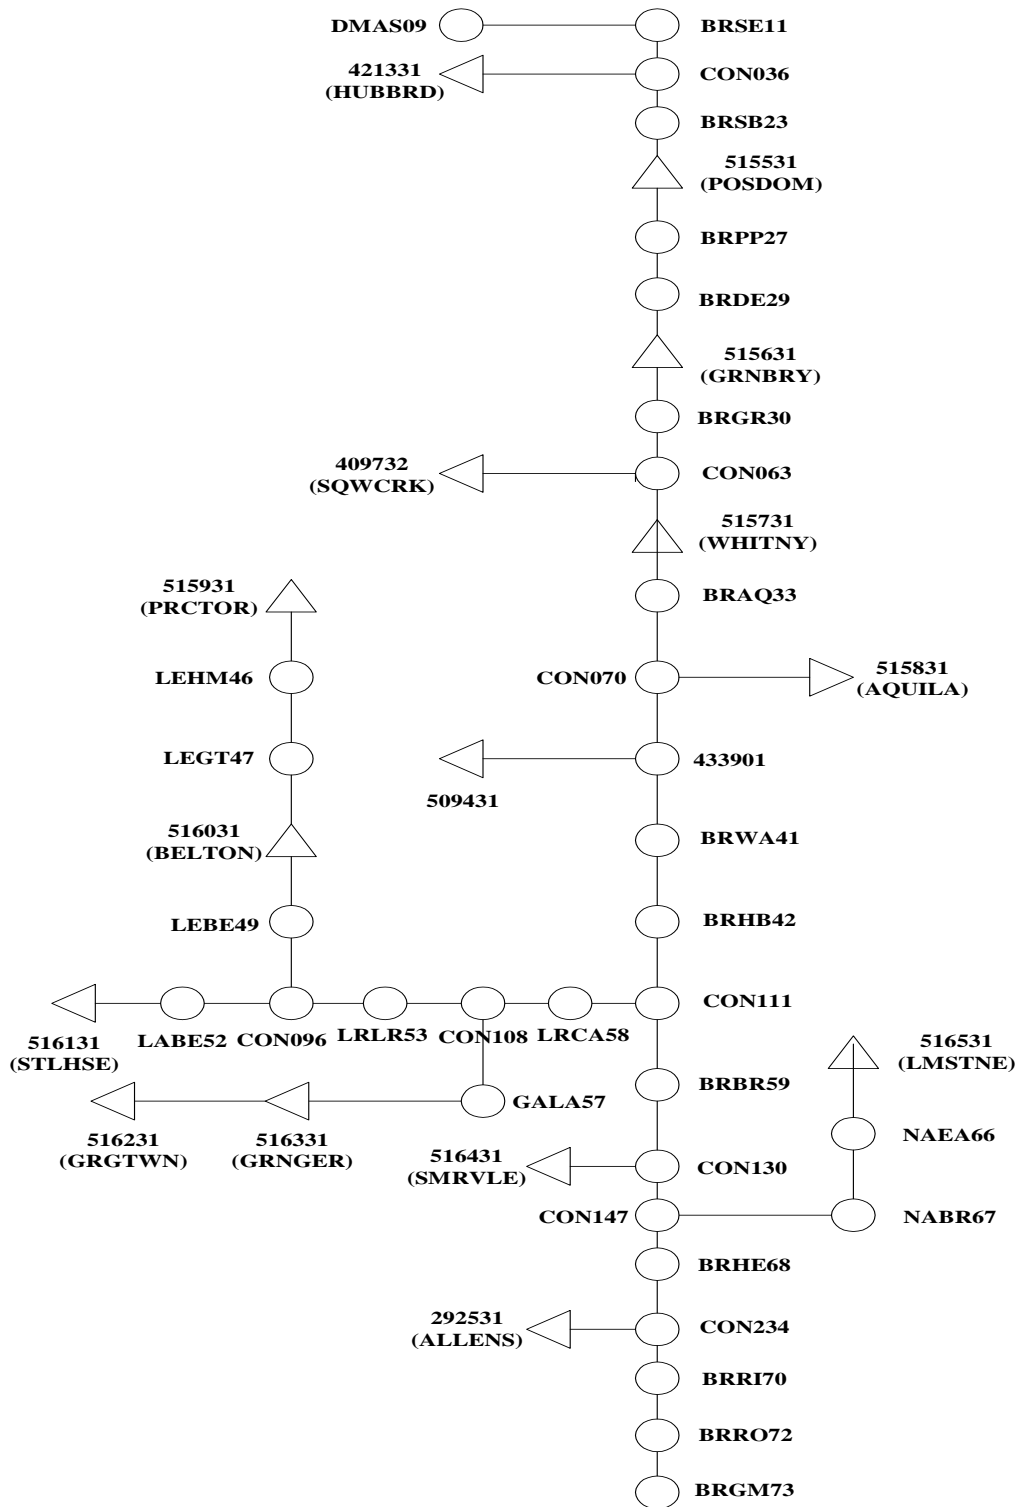 DMAS09
BRSE11
421331
(HUBBRD)
CON036
BRSB23
515531
(POSDOM)
BRPP27
BRDE29
515631
(GRNBRY)
BRGR30
409732
(SQWCRK)
CON063
515731
(WHITNY)
515931
(PRCTOR)
BRAQ33
LEHM46
CON070
515831
(AQUILA)
LEGT47
433901
509431
516031
(BELTON)
BRWA41
LEBE49
BRHB42
CON111
516131
(STLHSE)
LABE52
CON096
LRLR53
CON108
LRCA58
516531
(LMSTNE)
BRBR59
GALA57
516231
(GRGTWN)
516331
(GRNGER)
516431
(SMRVLE)
NAEA66
CON130
CON147
NABR67
BRHE68
292531
(ALLENS)
CON234
BRRI70
BRRO72
BRGM73